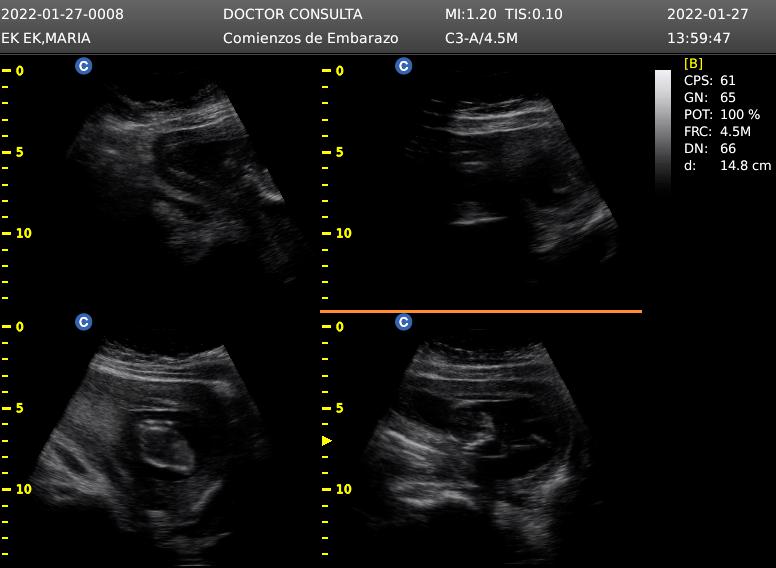 2022-01-27-0008 DOCTOR CONSULTA MI:1.20 TIS:0.10 2022-01-27
EK EK,MARIA Comienzos de Embarazo C3-A/4.5M 13:59:47
C C
[B]
CPS: 61
GN: 65
POT: 100 %
FRC: 4.5M
DN: 66
d: 14.8 cm
0 0
5 5
10 10
C C
0 0
5 5
10 10